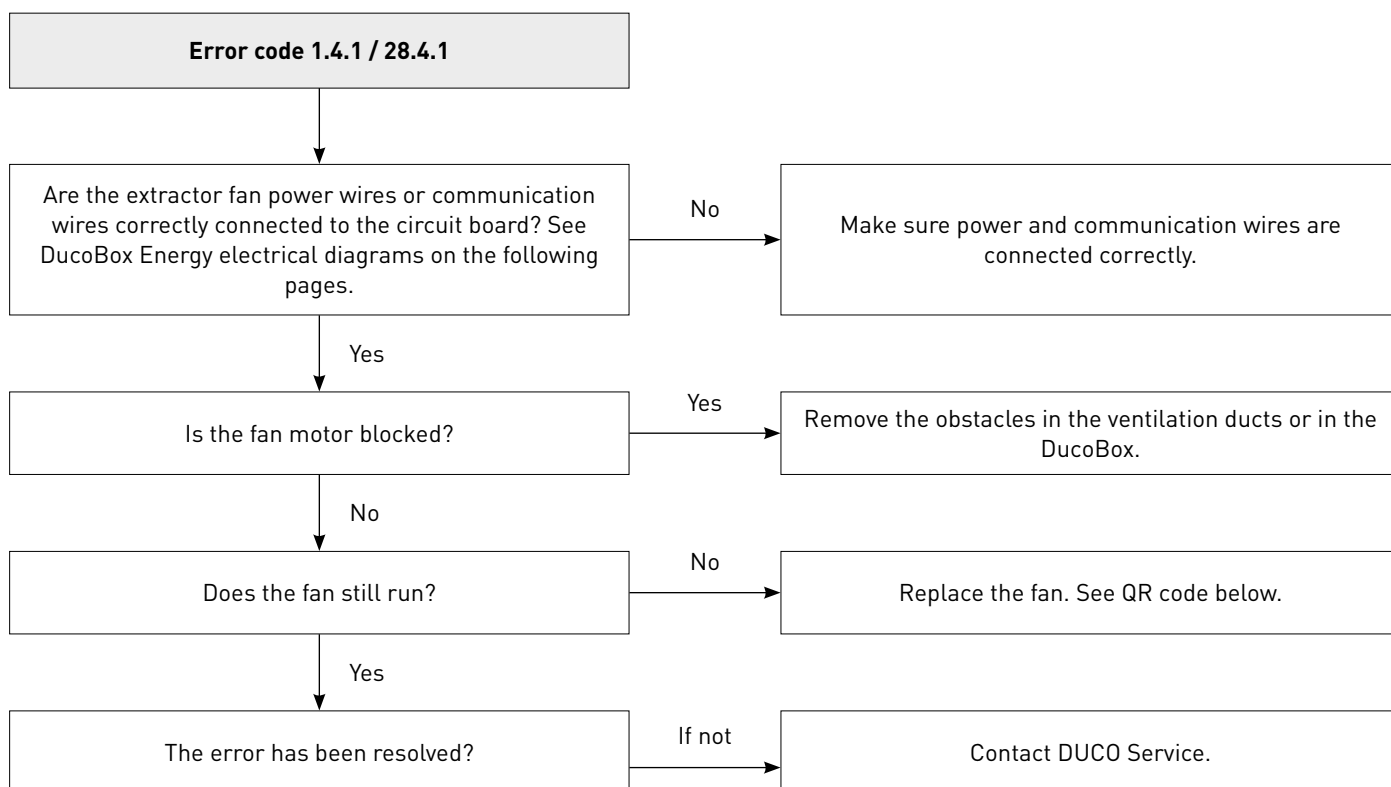 Error code 1.4.1 / 28.4.1
Are the extractor fan power wires or communication
wires correctly connected to the circuit board? See
DucoBox Energy electrical diagrams on the following
pages.
No
Make sure power and communication wires are
connected correctly.
Yes
Is the fan motor blocked?
Yes
Remove the obstacles in the ventilation ducts or in the
DucoBox.
No
Does the fan still run?
No
Replace the fan. See QR code below.
Yes
The error has been resolved?
If not
Contact DUCO Service.